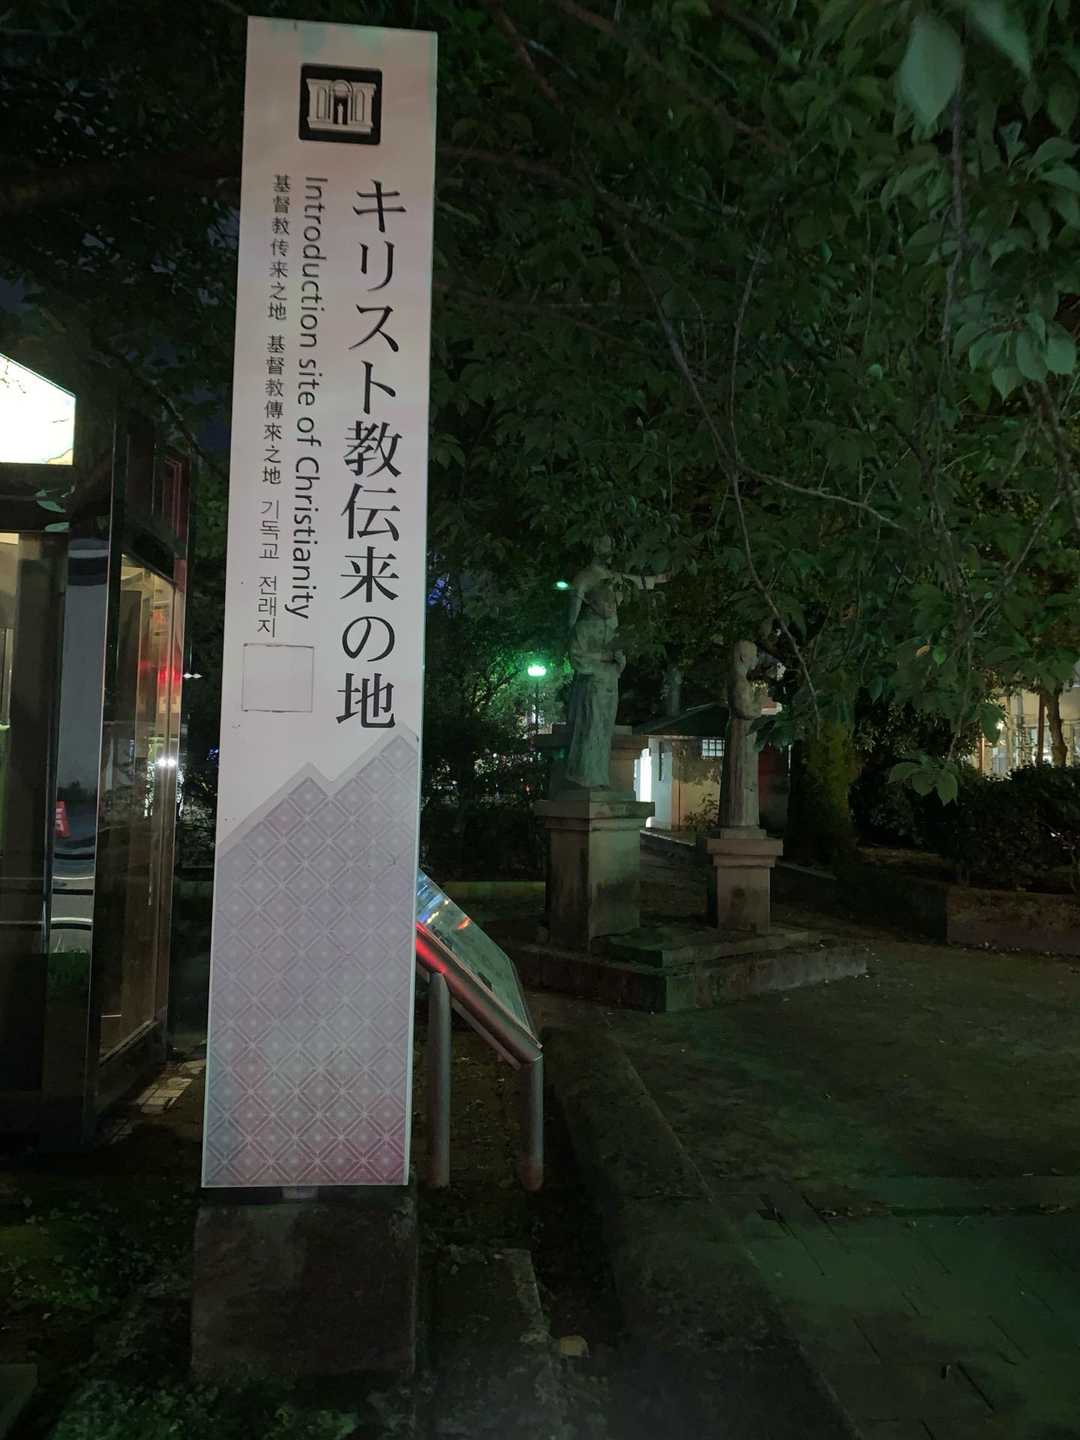 キリスト教伝来の地
Introduction site of Christianity
基督教传来之地 基督教傳來之地 기독교 전래지